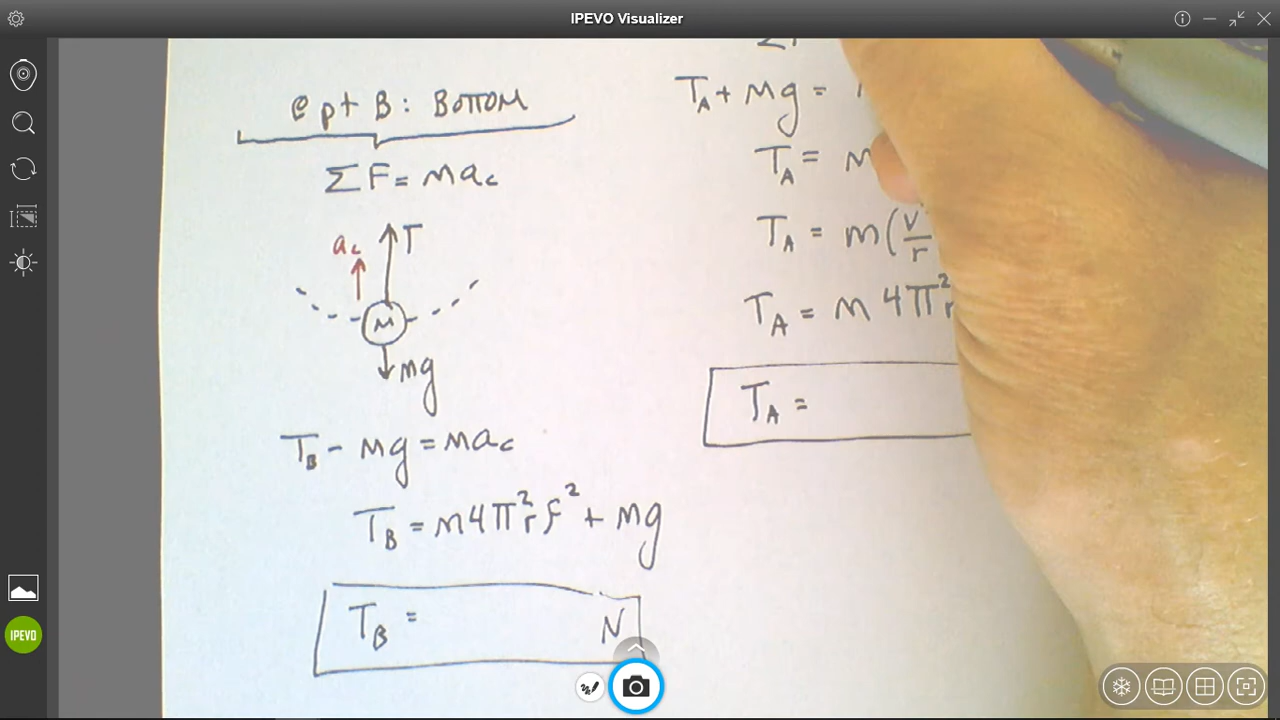 IPEVO Visualizer
@ pt B: BOTTOM
ΣF = mac
ac T
M
mg
TB - mg = mac
TB = m4π²rf² + mg
TB = N
TA + mg =
TA = m
TA = m(v
r
TA = m 4π²r
TA =
IPEVO